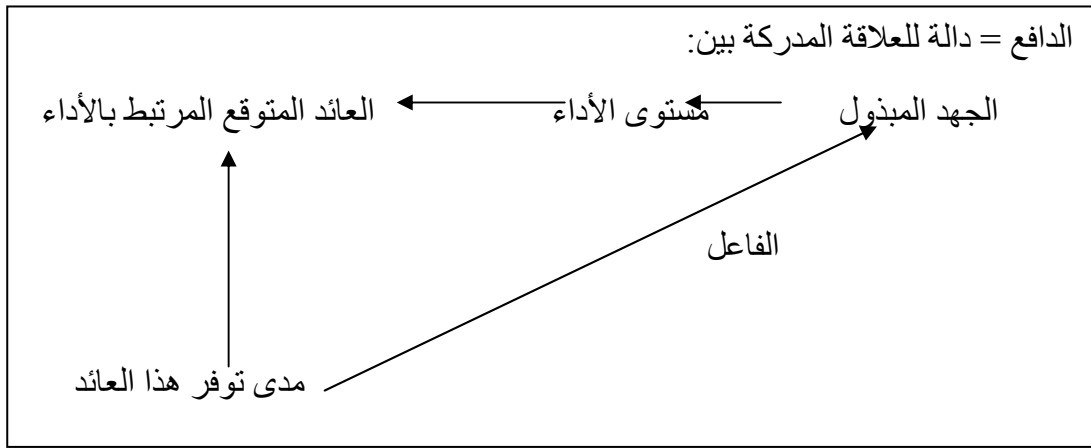 الدافع = دالة للعلاقة المدركة بين:
الجهد المبذول مستوى الأداء العائد المتوقع المرتبط بالأداء
الفاعل
مدى توفر هذا العائد